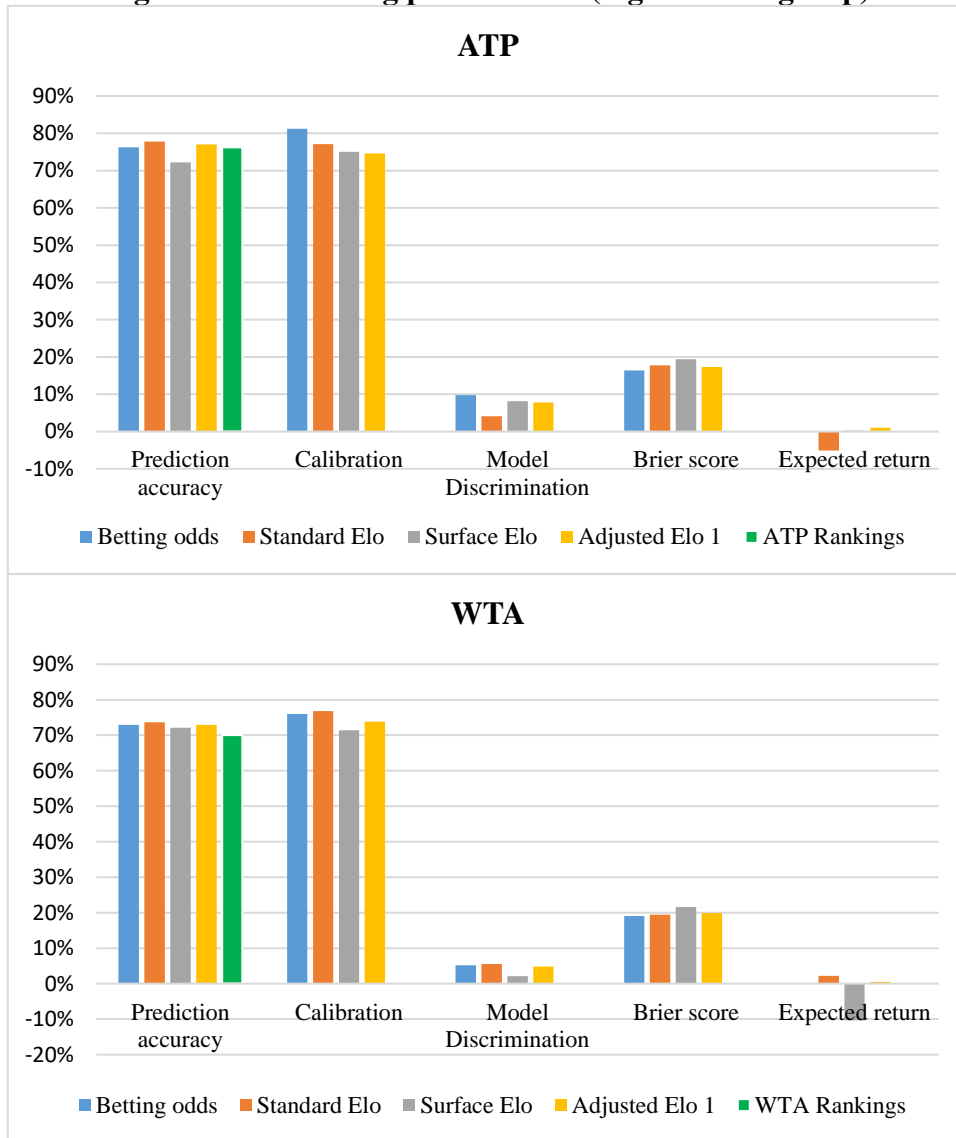 ATP
90%
80%
70%
60%
50%
40%
30%
20%
10%
0%
-10%
Prediction accuracy
Calibration
Model Discrimination
Brier score
Expected return
Betting odds Standard Elo Surface Elo Adjusted Elo 1 ATP Rankings
WTA
90%
80%
70%
60%
50%
40%
30%
20%
10%
0%
-10%
-20%
Prediction accuracy
Calibration
Model Discrimination
Brier score
Expected return
Betting odds Standard Elo Surface Elo Adjusted Elo 1 WTA Rankings